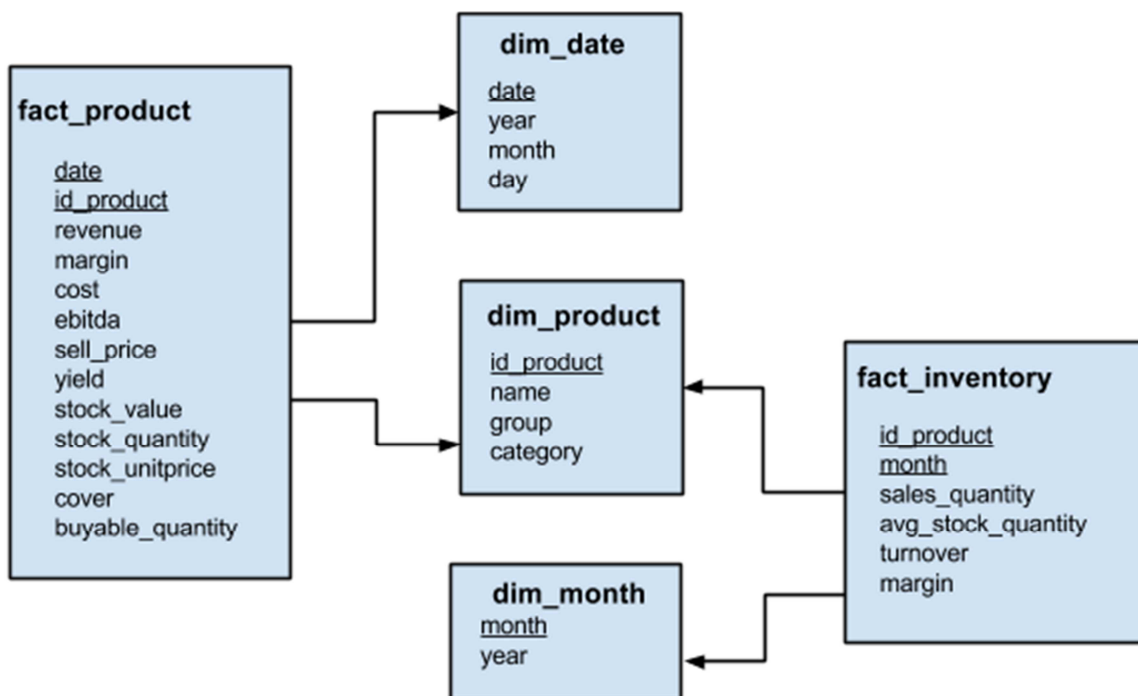 fact_product
date
id_product
revenue
margin
cost
ebitda
sell_price
yield
stock_value
stock_quantity
stock_unitprice
cover
buyable_quantity
dim_date
date
year
month
day
dim_product
id_product
name
group
category
dim_month
month
year
fact_inventory
id_product
month
sales_quantity
avg_stock_quantity
turnover
margin